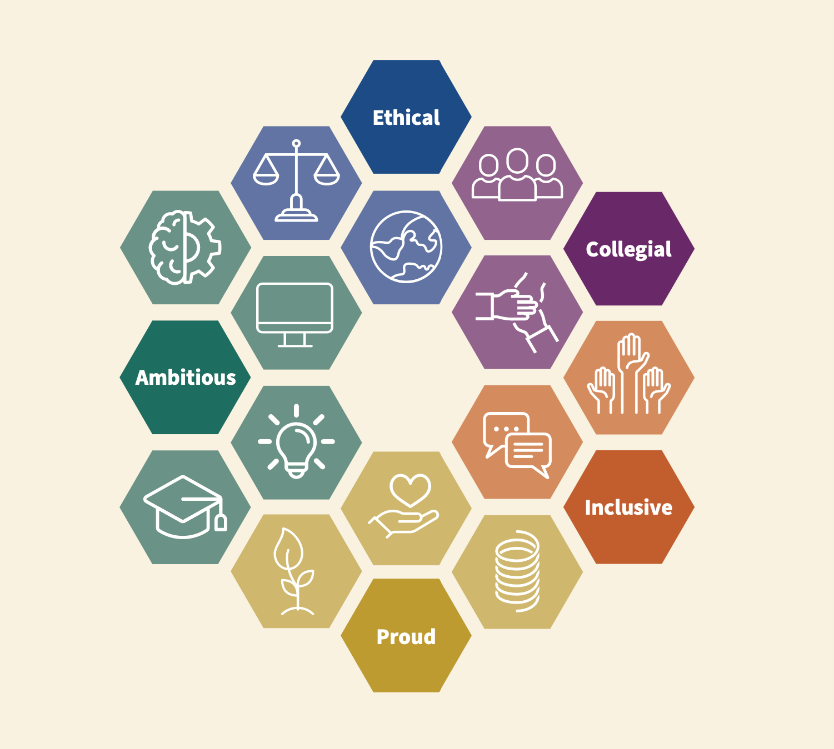 Ethical
Collegial
Ambitious
Inclusive
Proud